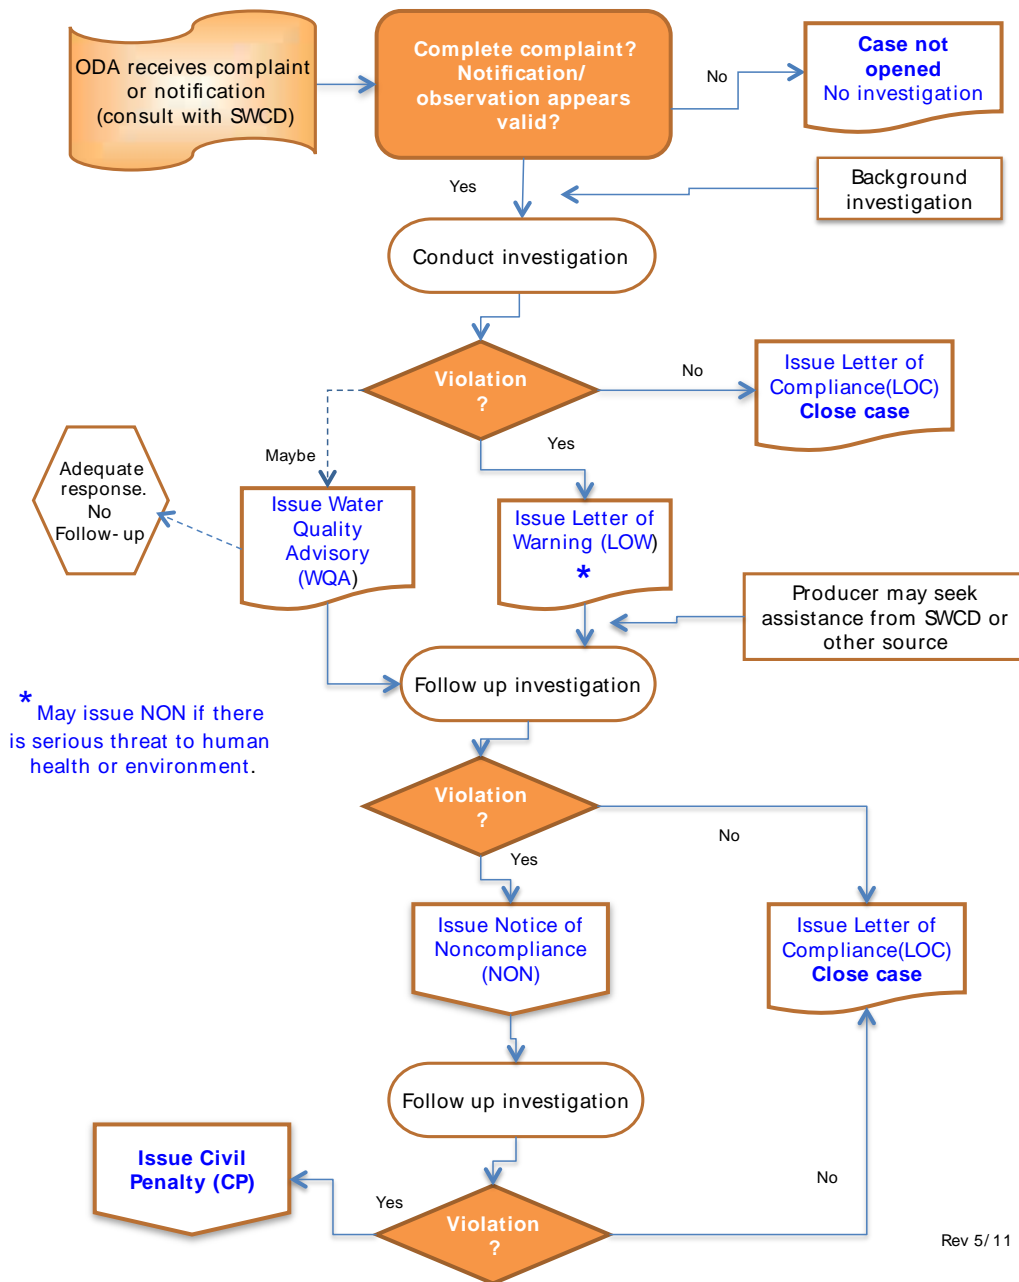 ODA receives complaint
or notification
(consult with SWCD)
Complete complaint?
Notification/
observation appears
valid?
No
Case not
opened
No investigation
Yes
Background
investigation
Conduct investigation
Violation
?
No
Issue Letter of
Compliance(LOC)
Close case
Yes
Maybe
Adequate
response.
No
Follow- up
Issue Water
Quality
Advisory
(WQA)
Issue Letter of
Warning (LOW)
*
Producer may seek
assistance from SWCD or
other source
Follow up investigation
* May issue NON if there
is serious threat to human
health or environment.
Violation
?
No
Yes
Issue Notice of
Noncompliance
(NON)
Issue Letter of
Compliance(LOC)
Close case
Follow up investigation
Issue Civil
Penalty (CP)
Yes
Violation
?
No
Rev 5/ 11